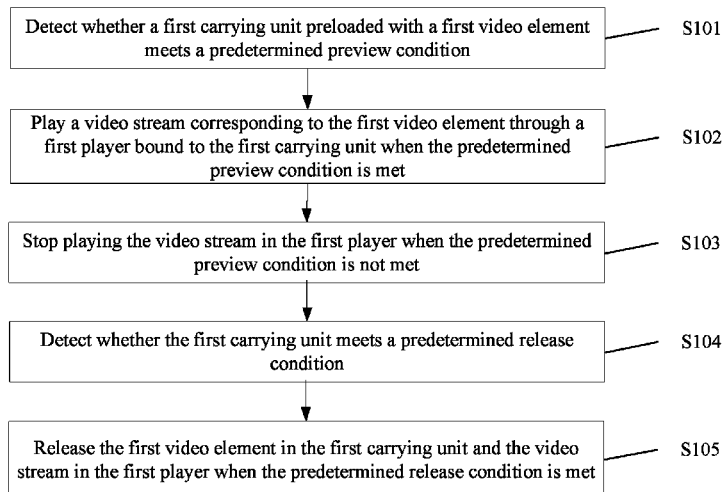 Detect whether a first carrying unit preloaded with a first video element
meets a predetermined preview condition
S101
Play a video stream corresponding to the first video element through a
first player bound to the first carrying unit when the predetermined
preview condition is met
S102
Stop playing the video stream in the first player when the predetermined
preview condition is not met
S103
Detect whether the first carrying unit meets a predetermined release
condition
S104
Release the first video element in the first carrying unit and the video
stream in the first player when the predetermined release condition is met
S105